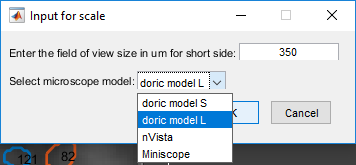 Input for scale
Enter the field of view size in um for short side: 350
Select microscope model: doric model L
doric model S
doric model L
nVista
Miniscope
K Cancel
121 82